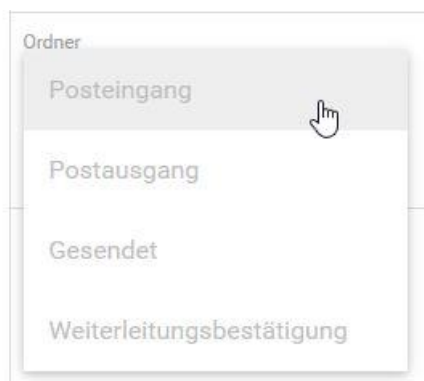 Ordner
Posteingang
Postausgang
Gesendet
Weiterleitungsbestätigung